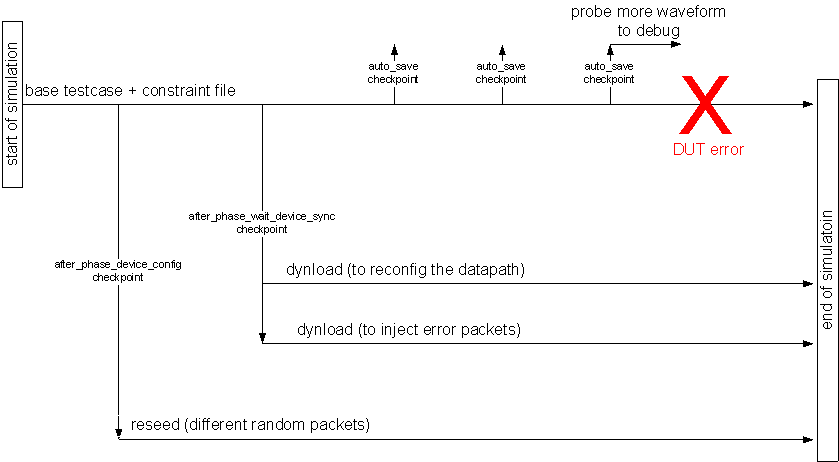 probe more waveform
to debug
start of simulation
auto_save
checkpoint
auto_save
checkpoint
auto_save
checkpoint
base testcase + constraint file
X
DUT error
after_phase_wait_device_sync
checkpoint
after_phase_device_config
checkpoint
dynload (to reconfig the datapath)
dynload (to inject error packets)
reseed (different random packets)
end of simulatoin